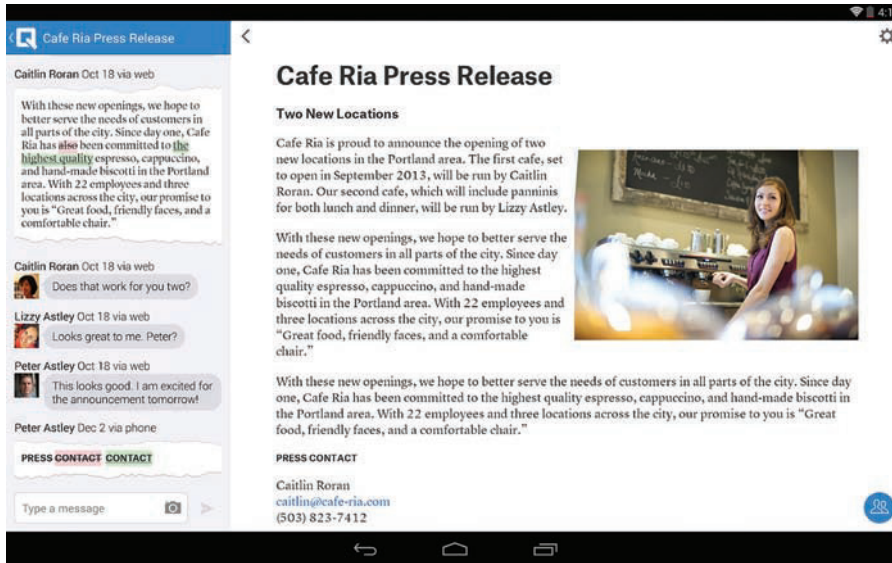 4:1
Cafe Ria Press Release
Caitlin Roran Oct 18 via web
With these new openings, we hope to
better serve the needs of customers in
all parts of the city. Since day one, Cafe
Ria has also been committed to the
highest quality espresso, cappuccino,
and hand-made biscotti in the Portland
area. With 22 employees and three
locations across the city, our promise to
you is “Great food, friendly faces, and a
comfortable chair.”
Caitlin Roran Oct 18 via web
Does that work for you two?
Lizzy Astley Oct 18 via web
Looks great to me. Peter?
Peter Astley Oct 18 via web
This looks good. I am excited for
the announcement tomorrow!
Peter Astley Dec 2 via phone
PRESS CONTACT CONTACT
Type a message
Cafe Ria Press Release
Two New Locations
Cafe Ria is proud to announce the opening of two
new locations in the Portland area. The first cafe, set
to open in September 2013, will be run by Caitlin
Roran. Our second cafe, which will include panninis
for both lunch and dinner, will be run by Lizzy Astley.
With these new openings, we hope to better serve the
needs of customers in all parts of the city. Since day
one, Cafe Ria has been committed to the highest
quality espresso, cappuccino, and hand-made
biscotti in the Portland area. With 22 employees and
three locations across the city, our promise to you is
“Great food, friendly faces, and a comfortable
chair.”
With these new openings, we hope to better serve the needs of customers in all parts of the city. Since day
one, Cafe Ria has been committed to the highest quality espresso, cappuccino, and hand-made biscotti in
the Portland area. With 22 employees and three locations across the city, our promise to you is “Great
food, friendly faces, and a comfortable chair.”
PRESS CONTACT
Caitlin Roran
caitlin@cafe-ria.com
(503) 823-7412